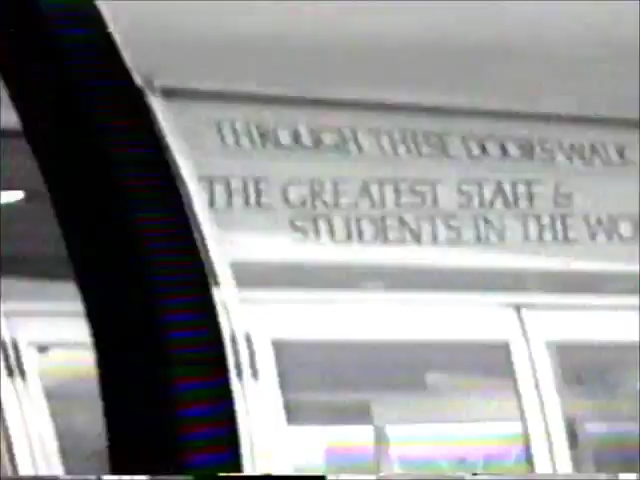 THROUGH THESE DOORS WALK
THE GREATEST STAFF &
STUDENTS IN THE WO